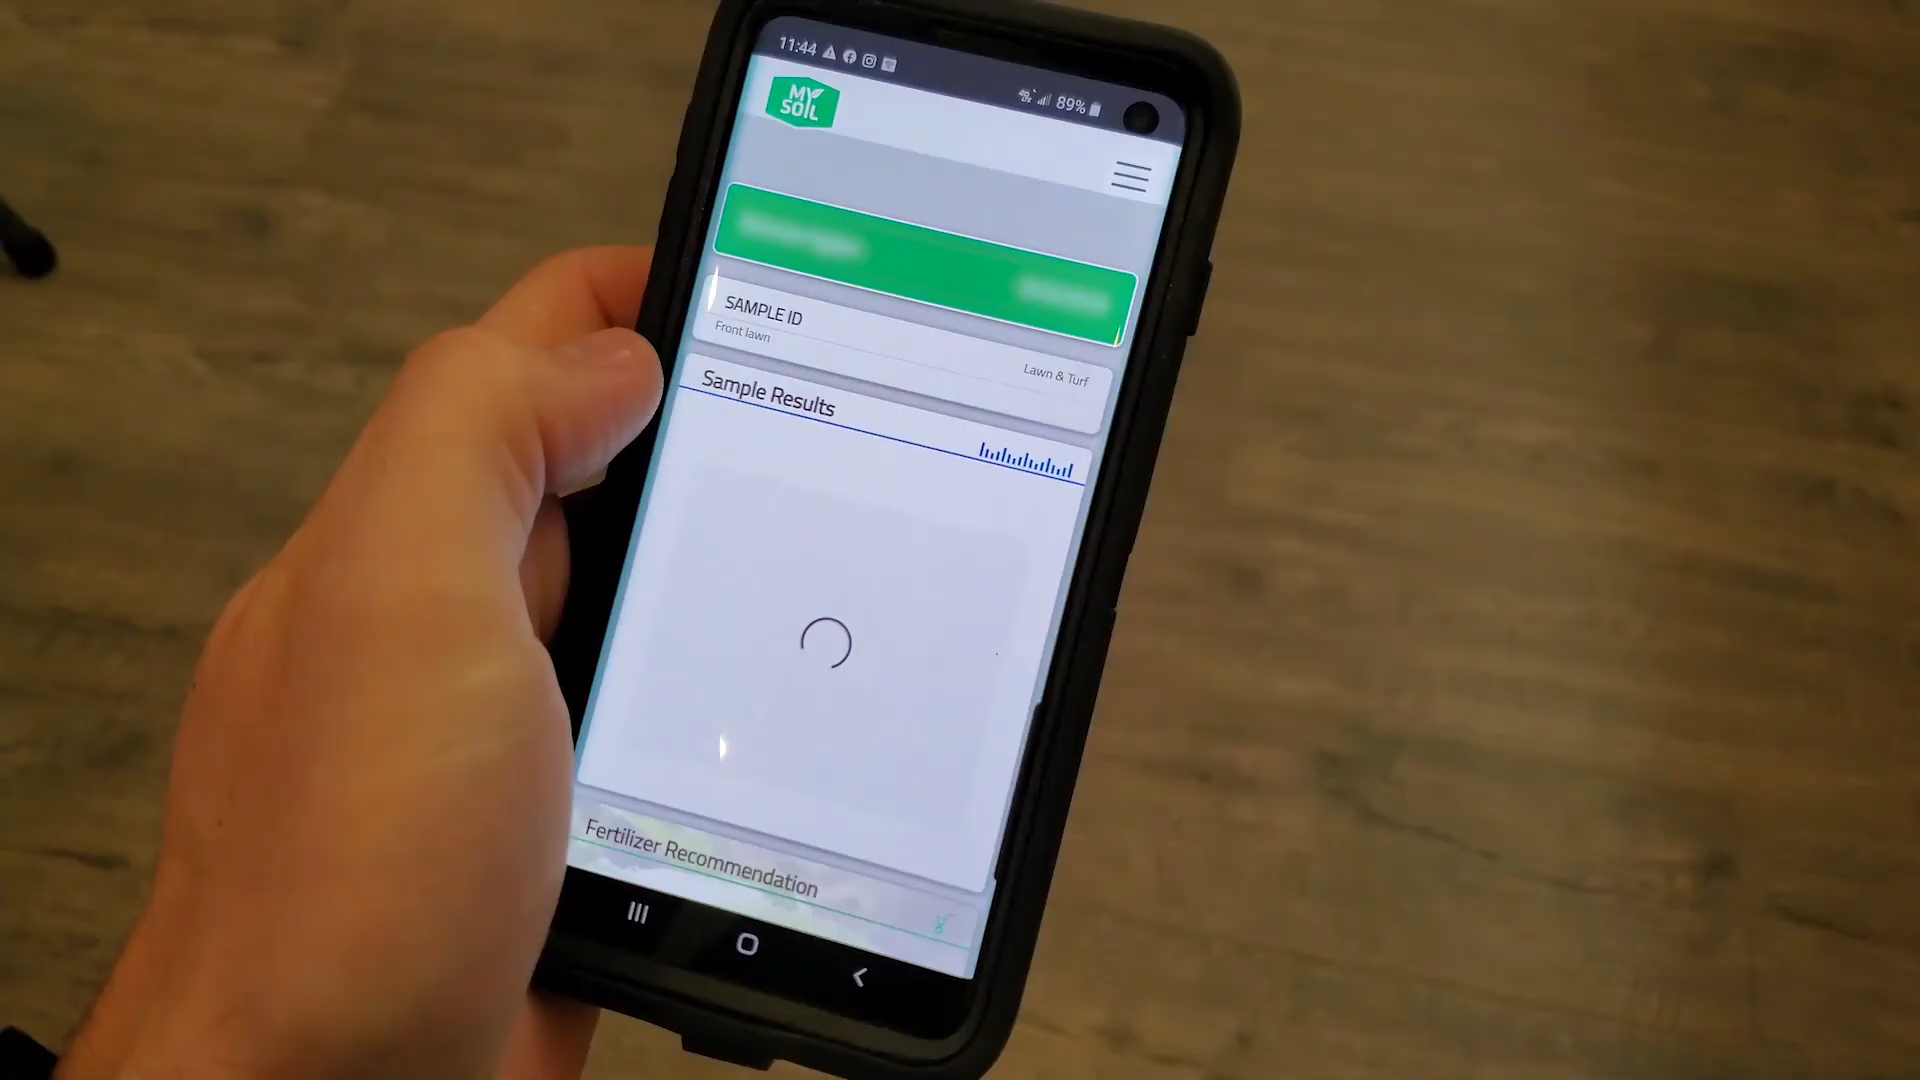 11:44
89%
MY
SOIL
SAMPLE ID
Front lawn
Lawn & Turf
Sample Results
Fertilizer Recommendation